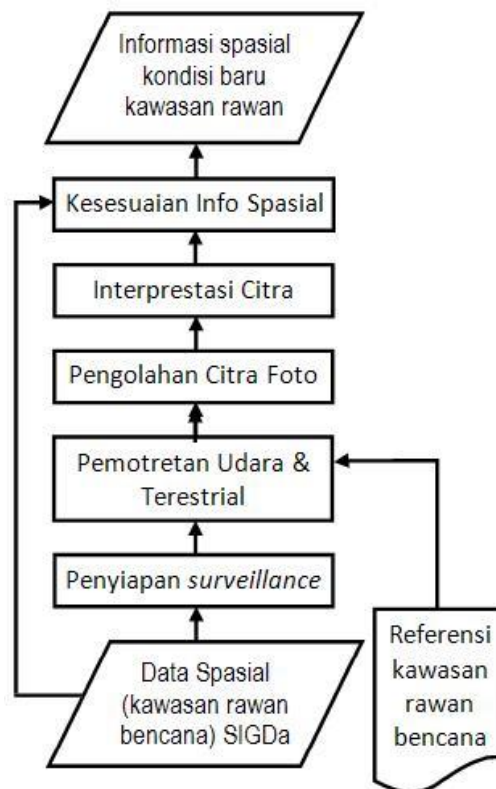 Informasi spasial
kondisi baru
kawasan rawan
Kesesuaian Info Spasial
Interprestasi Citra
Pengolahan Citra Foto
Pemotretan Udara &
Terestrial
Penyiapan surveillance
Data Spasial
(kawasan rawan
bencana) SIGDa
Referensi
kawasan
rawan
bencana